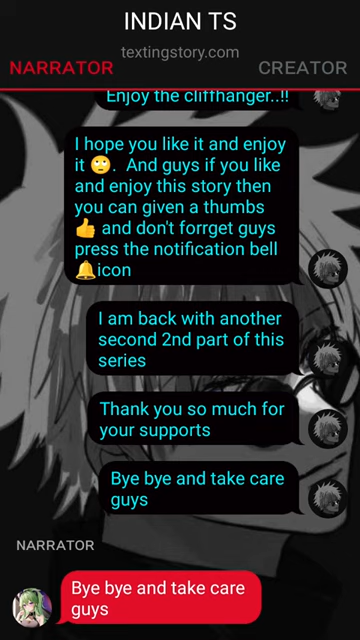 INDIAN TS
textingstory.com
NARRATOR CREATOR
Enjoy the cliffhanger..!!
I hope you like it and enjoy
it 🙄. And guys if you like
and enjoy this story then
you can given a thumbs
👍 and don't forrget guys
press the notification bell
🔔icon
I am back with another
second 2nd part of this
series
Thank you so much for
your supports
Bye bye and take care
guys
NARRATOR
Bye bye and take care
guys